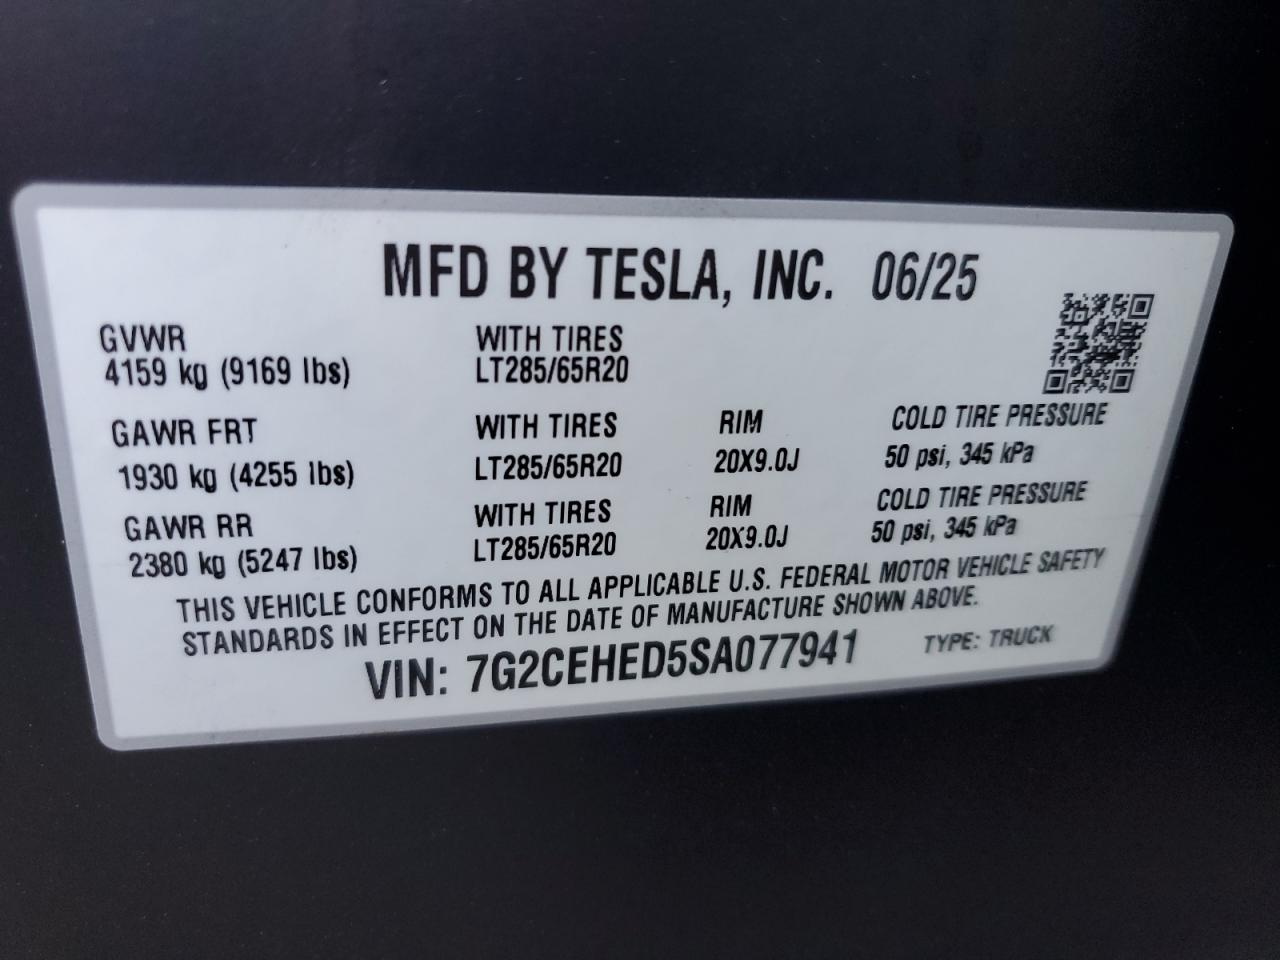 MFD BY TESLA, INC. 06/25
GVWR WITH TIRES
4159 kg (9169 lbs) LT285/65R20
GAWR FRT WITH TIRES RIM COLD TIRE PRESSURE
1930 kg (4255 lbs) LT285/65R20 20X9.0J 50 psi, 345 kPa
GAWR RR WITH TIRES RIM COLD TIRE PRESSURE
2380 kg (5247 lbs) LT285/65R20 20X9.0J 50 psi, 345 kPa
THIS VEHICLE CONFORMS TO ALL APPLICABLE U.S. FEDERAL MOTOR VEHICLE SAFETY
STANDARDS IN EFFECT ON THE DATE OF MANUFACTURE SHOWN ABOVE.
VIN: 7G2CEHED5SA077941 TYPE: TRUCK